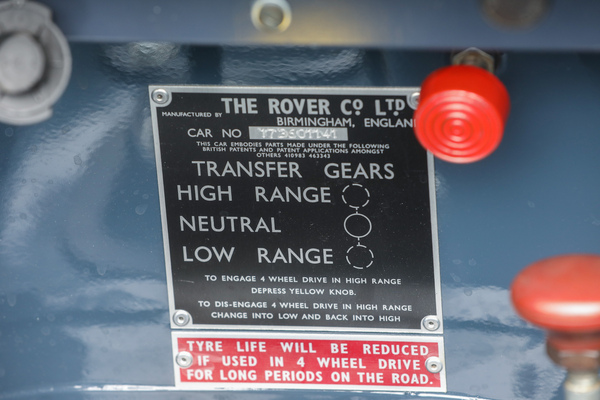 THE ROVER CO. LTD
MANUFACTURED BY
BIRMINGHAM, ENGLAND
CAR NO
THIS CAR EMBODIES PARTS MADE UNDER THE FOLLOWING
BRITISH PATENTS AND PATENT APPLICATIONS AMONGST
OTHERS 410983 463343
TRANSFER GEARS
HIGH RANGE
NEUTRAL
LOW RANGE
TO ENGAGE 4 WHEEL DRIVE IN HIGH RANGE
DEPRESS YELLOW KNOB.
TO DIS-ENGAGE 4 WHEEL DRIVE IN HIGH RANGE
CHANGE INTO LOW AND BACK INTO HIGH
TYRE LIFE WILL BE REDUCED
IF USED IN 4 WHEEL DRIVE
FOR LONG PERIODS ON THE ROAD.